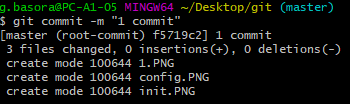 g.basora@PC-A1-05 MINGW64 ~/Desktop/git (master)
$ git commit -m "1 commit"
[master (root-commit) f5719c2] 1 commit
 3 files changed, 0 insertions(+), 0 deletions(-)
 create mode 100644 1.PNG
 create mode 100644 config.PNG
 create mode 100644 init.PNG